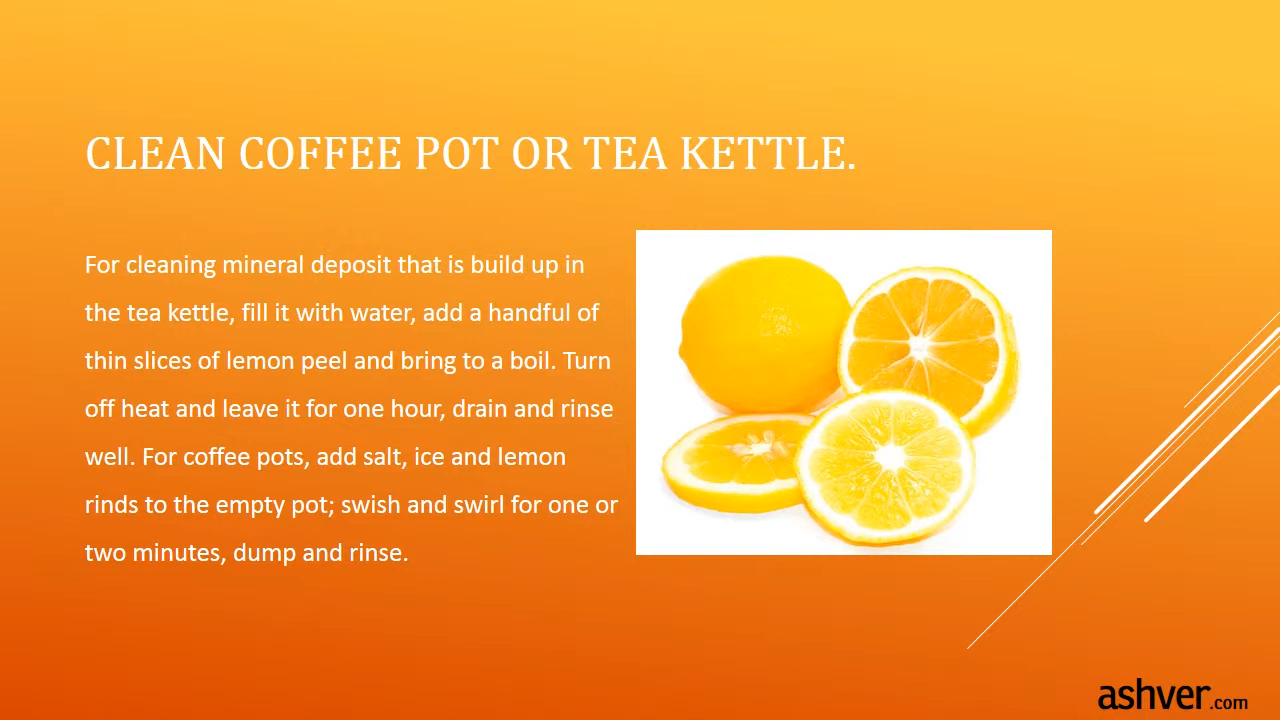 CLEAN COFFEE POT OR TEA KETTLE.
For cleaning mineral deposit that is build up in
the tea kettle, fill it with water, add a handful of
thin slices of lemon peel and bring to a boil. Turn
off heat and leave it for one hour, drain and rinse
well. For coffee pots, add salt, ice and lemon
rinds to the empty pot; swish and swirl for one or
two minutes, dump and rinse.
ashver.com